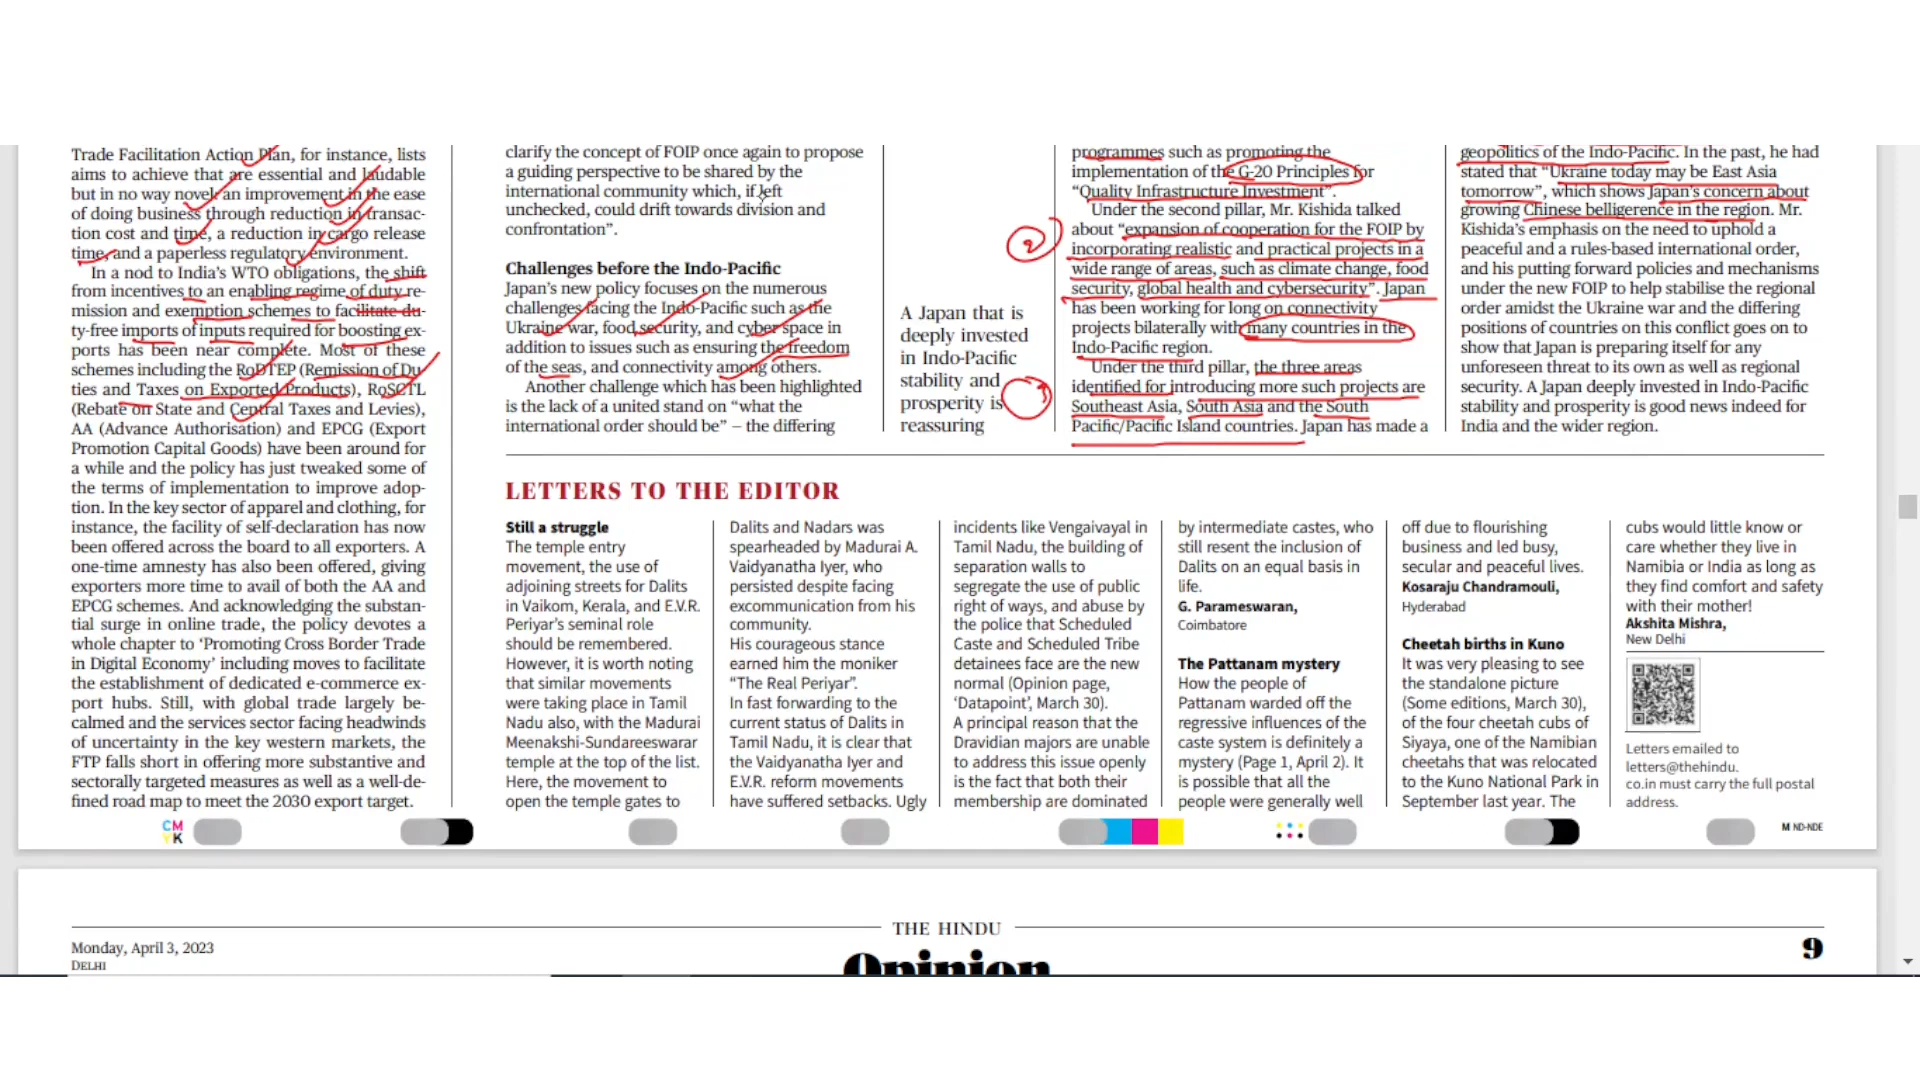 Trade Facilitation Action Plan, for instance, lists
aims to achieve that are essential and laudable
but in no way novel: an improvement in the ease
of doing business through reduction in transac-
tion cost and time, a reduction in cargo release
time, and a paperless regulatory environment.
In a nod to India's WTO obligations, the shift
from incentives to an enabling regime of duty re-
mission and exemption schemes to facilitate du-
ty-free imports of inputs required for boosting ex-
ports has been near complete. Most of these
schemes including the RoDTEP (Remission of Du-
ties and Taxes on Exported Products), RoSCTL
(Rebate on State and Central Taxes and Levies),
AA (Advance Authorisation) and EPCG (Export
Promotion Capital Goods) have been around for
a while and the policy has just tweaked some of
the terms of implementation to improve adop-
tion. In the key sector of apparel and clothing, for
instance, the facility of self-declaration has now
been offered across the board to all exporters. A
one-time amnesty has also been offered, giving
exporters more time to avail of both the AA and
EPCG schemes. And acknowledging the substan-
tial surge in online trade, the policy devotes a
whole chapter to ‘Promoting Cross Border Trade
in Digital Economy’ including moves to facilitate
the establishment of dedicated e-commerce ex-
port hubs. Still, with global trade largely be-
calmed and the services sector facing headwinds
of uncertainty in the key western markets, the
FTP falls short in offering more substantive and
sectorally targeted measures as well as a well-de-
fined road map to meet the 2030 export target.
clarify the concept of FOIP once again to propose
a guiding perspective to be shared by the
international community which, if left
unchecked, could drift towards division and
confrontation”.
Challenges before the Indo-Pacific
Japan's new policy focuses on the numerous
challenges facing the Indo-Pacific such as the
Ukraine war, food security, and cyber space in
addition to issues such as ensuring the freedom
of the seas, and connectivity among others.
Another challenge which has been highlighted
is the lack of a united stand on “what the
international order should be” – the differing
A Japan that is
deeply invested
in Indo-Pacific
stability and
prosperity is
reassuring
programmes such as promoting the
implementation of the G-20 Principles for
“Quality Infrastructure Investment”.
2
Under the second pillar, Mr. Kishida talked
about “expansion of cooperation for the FOIP by
incorporating realistic and practical projects in a
wide range of areas, such as climate change, food
security, global health and cybersecurity”. Japan
has been working for long on connectivity
projects bilaterally with many countries in the
Indo-Pacific region.
3
Under the third pillar, the three areas
identified for introducing more such projects are
Southeast Asia, South Asia and the South
Pacific/Pacific Island countries. Japan has made a
geopolitics of the Indo-Pacific. In the past, he had
stated that “Ukraine today may be East Asia
tomorrow”, which shows Japan's concern about
growing Chinese belligerence in the region. Mr.
Kishida's emphasis on the need to uphold a
peaceful and a rules-based international order,
and his putting forward policies and mechanisms
under the new FOIP to help stabilise the regional
order amidst the Ukraine war and the differing
positions of countries on this conflict goes on to
show that Japan is preparing itself for any
unforeseen threat to its own as well as regional
security. A Japan deeply invested in Indo-Pacific
stability and prosperity is good news indeed for
India and the wider region.
LETTERS TO THE EDITOR
Still a struggle
The temple entry
movement, the use of
adjoining streets for Dalits
in Vaikom, Kerala, and E.V.R.
Periyar's seminal role
should be remembered.
However, it is worth noting
that similar movements
were taking place in Tamil
Nadu also, with the Madurai
Meenakshi-Sundareeswarar
temple at the top of the list.
Here, the movement to
open the temple gates to
Dalits and Nadars was
spearheaded by Madurai A.
Vaidyanatha Iyer, who
persisted despite facing
excommunication from his
community.
His courageous stance
earned him the moniker
“The Real Periyar”.
In fast forwarding to the
current status of Dalits in
Tamil Nadu, it is clear that
the Vaidyanatha Iyer and
E.V.R. reform movements
have suffered setbacks. Ugly
incidents like Vengaivayal in
Tamil Nadu, the building of
separation walls to
segregate the use of public
right of ways, and abuse by
the police that Scheduled
Caste and Scheduled Tribe
detainees face are the new
normal (Opinion page,
‘Datapoint’, March 30).
A principal reason that the
Dravidian majors are unable
to address this issue openly
is the fact that both their
membership are dominated
by intermediate castes, who
still resent the inclusion of
Dalits on an equal basis in
life.
G. Parameswaran,
Coimbatore
The Pattanam mystery
How the people of
Pattanam warded off the
regressive influences of the
caste system is definitely a
mystery (Page 1, April 2). It
is possible that all the
people were generally well
off due to flourishing
business and led busy,
secular and peaceful lives.
Kosaraju Chandramouli,
Hyderabad
Cheetah births in Kuno
It was very pleasing to see
the standalone picture
(Some editions, March 30),
of the four cheetah cubs of
Siyaya, one of the Namibian
cheetahs that was relocated
to the Kuno National Park in
September last year. The
cubs would little know or
care whether they live in
Namibia or India as long as
they find comfort and safety
with their mother!
Akshita Mishra,
New Delhi
Letters emailed to
letters@thehindu.
co.in must carry the full postal
address.
CM
YK
M ND-NDE
THE HINDU
Monday, April 3, 2023
DELHI
Opinion
9